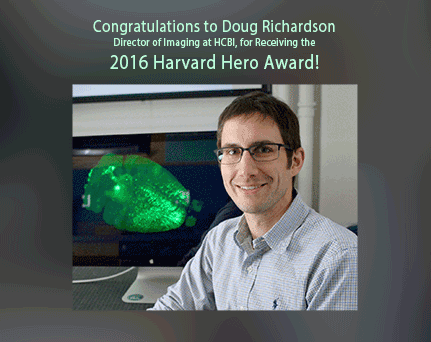 Congratulations to Doug Richardson
Director of Imaging at HCBI, for Receiving the
2016 Harvard Hero Award!